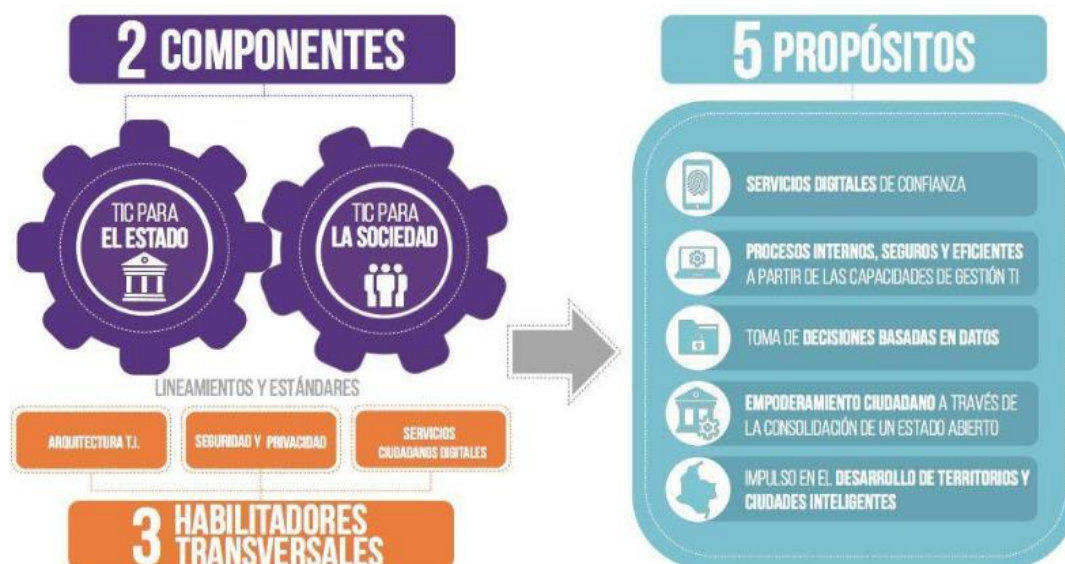 2 COMPONENTES
TIC PARA
EL ESTADO
TIC PARA
LA SOCIEDAD
LINEAMIENTOS Y ESTÁNDARES
ARQUITECTURA T.I.
SEGURIDAD Y PRIVACIDAD
SERVICIOS
CIUDADANOS DIGITALES
3 HABILITADORES
TRANSVERSALES
5 PROPÓSITOS
SERVICIOS DIGITALES DE CONFIANZA
PROCESOS INTERNOS, SEGUROS Y EFICIENTES
A PARTIR DE LAS CAPACIDADES DE GESTIÓN TI
TOMA DE DECISIONES BASADAS EN DATOS
EMPODERAMIENTO CIUDADANO A TRAVÉS DE
LA CONSOLIDACIÓN DE UN ESTADO ABIERTO
IMPULSO EN EL DESARROLLO DE TERRITORIOS Y
CIUDADES INTELIGENTES